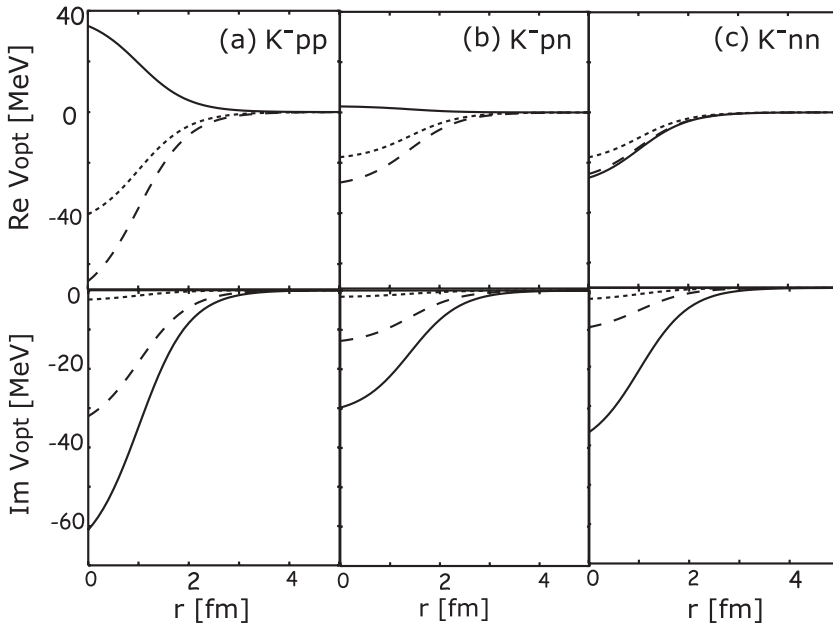 40
(a) K⁻pp
(b) K⁻pn
(c) K⁻nn
0
-40
Re Vopt [MeV]
0
-20
-40
-60
Im Vopt [MeV]
0 2 4
0 2 4
0 2 4
r [fm]
r [fm]
r [fm]